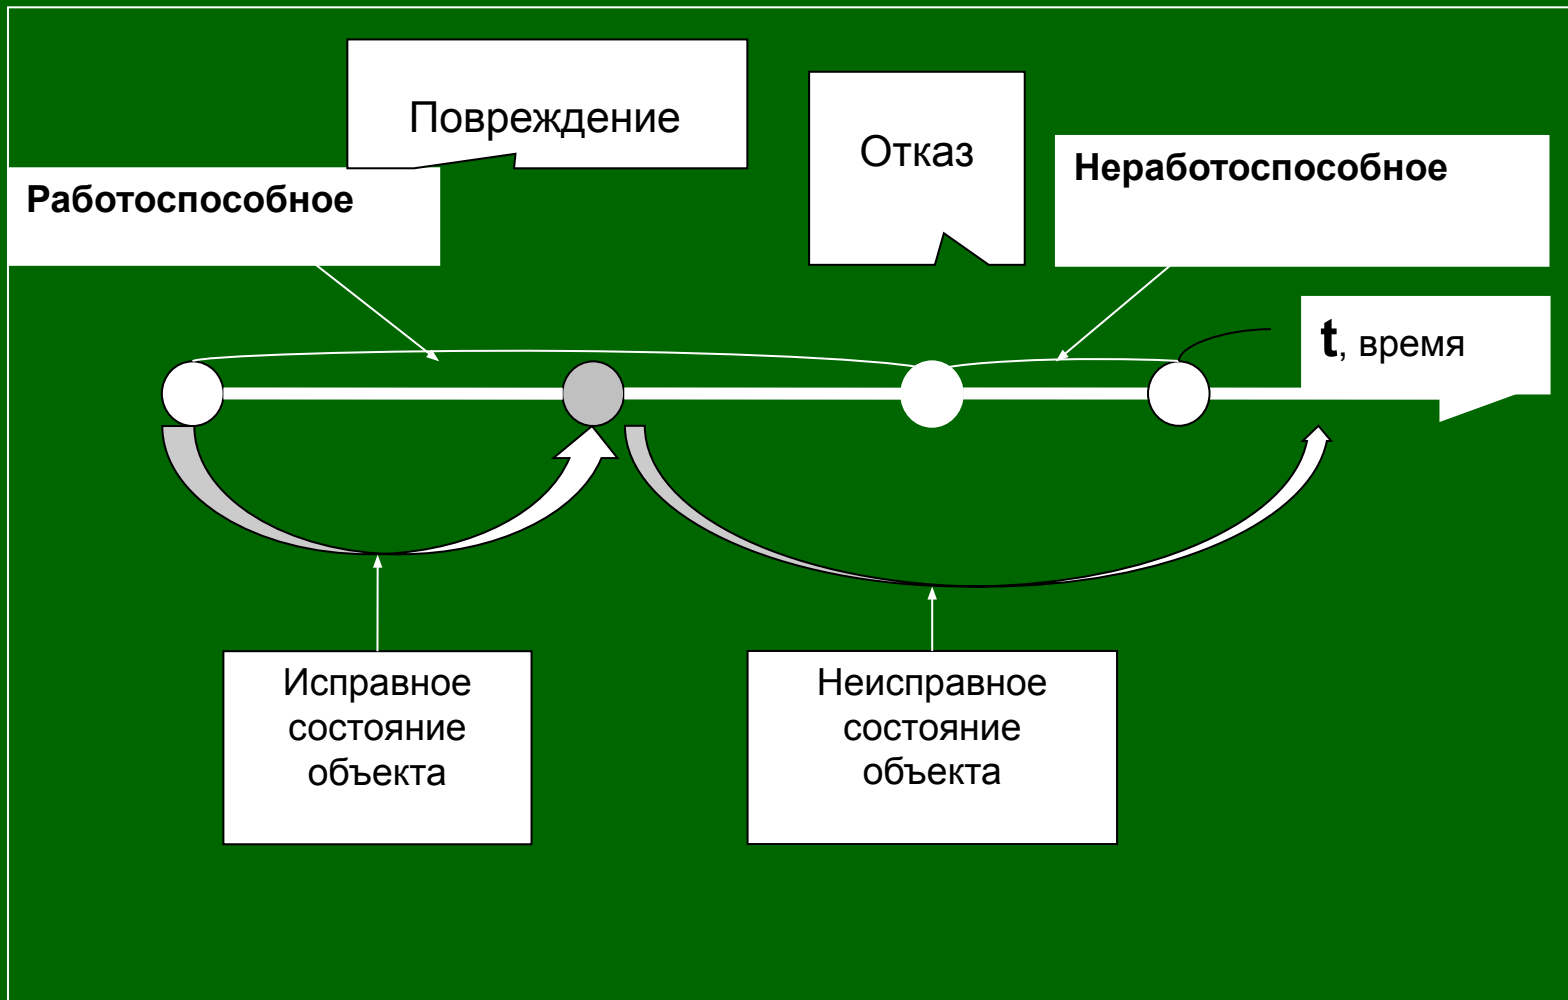 Повреждение
Отказ
Неработоспособное
Работоспособное
t, время
Исправное
состояние
объекта
Неисправное
состояние
объекта